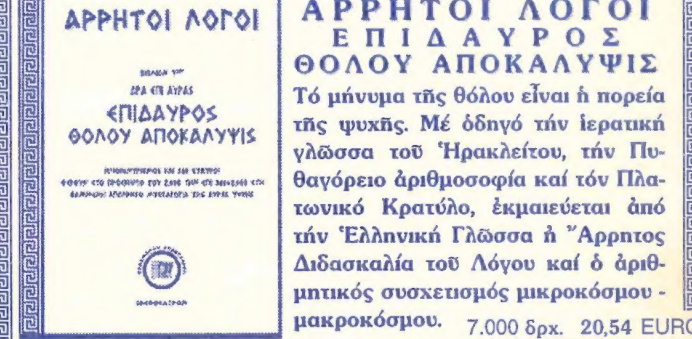 ΑΡΡΗΤΟΙ ΛΟΓΟΙ
ΕΠΙΔΑΥΡΟΣ
ΘΟΛΟΥ ΑΠΟΚΑΛΥΨΙΣ
ΑΡΡΗΤΟΙ ΛΟΓΟΙ
ΕΠΙΔΑΥΡΟΣ
ΘΟΛΟΥ ΑΠΟΚΑΛΥΨΙΣ
Τό μήνυμα τῆς θόλου εἶναι ἡ πορεία
τῆς ψυχῆς. Μέ ὁδηγό τήν ἱερατική
γλῶσσα τοῦ Ἡρακλείτου, τήν Πυ-
θαγόρειο ἀριθμοσοφία καί τόν Πλα-
τωνικό Κρατύλο, ἐκμαιεύεται ἀπό
τήν Ἑλληνική Γλῶσσα ἡ Ἄρρητος
Διδασκαλία τοῦ Λόγου καί ὁ ἀριθ-
μητικός συσχετισμός μικροκόσμου -
μακροκόσμου.
7.000 δρχ. 20,54 EURO